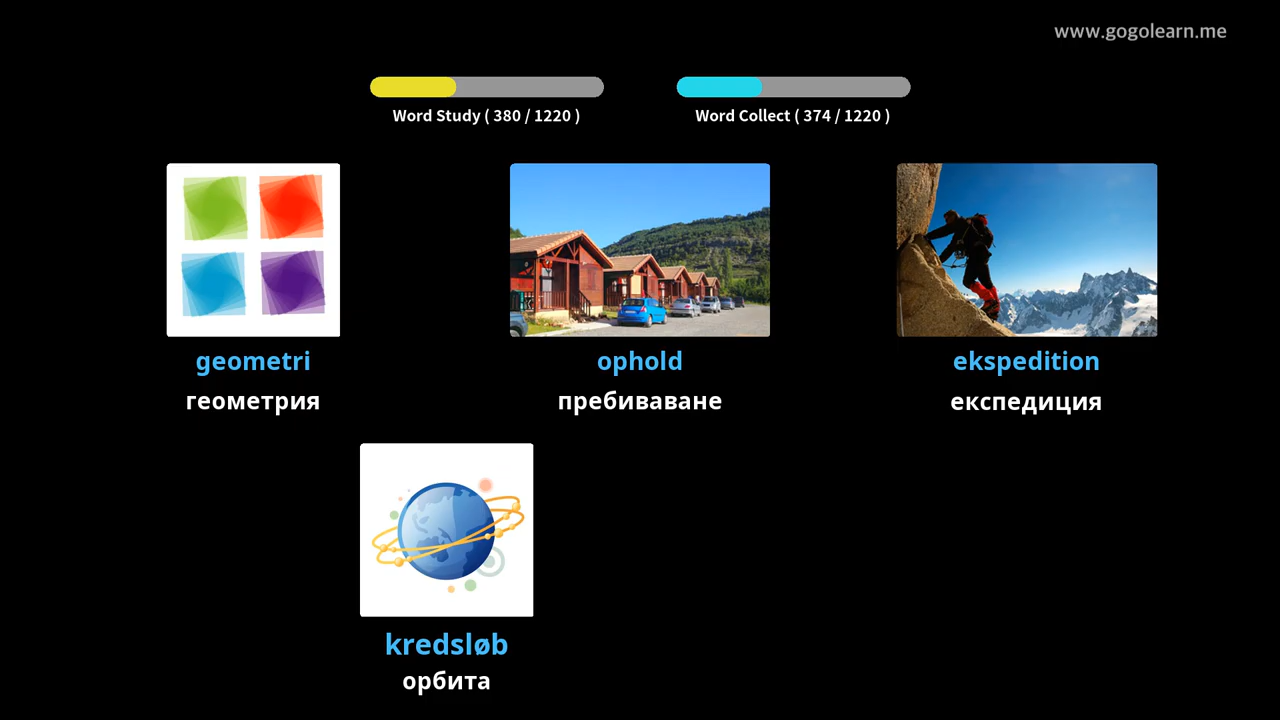 www.gogolearn.me
Word Study ( 380 / 1220 )
Word Collect ( 374 / 1220 )
geometri
геометрия
ophold
пребиваване
ekspedition
експедиция
kredsløb
орбита